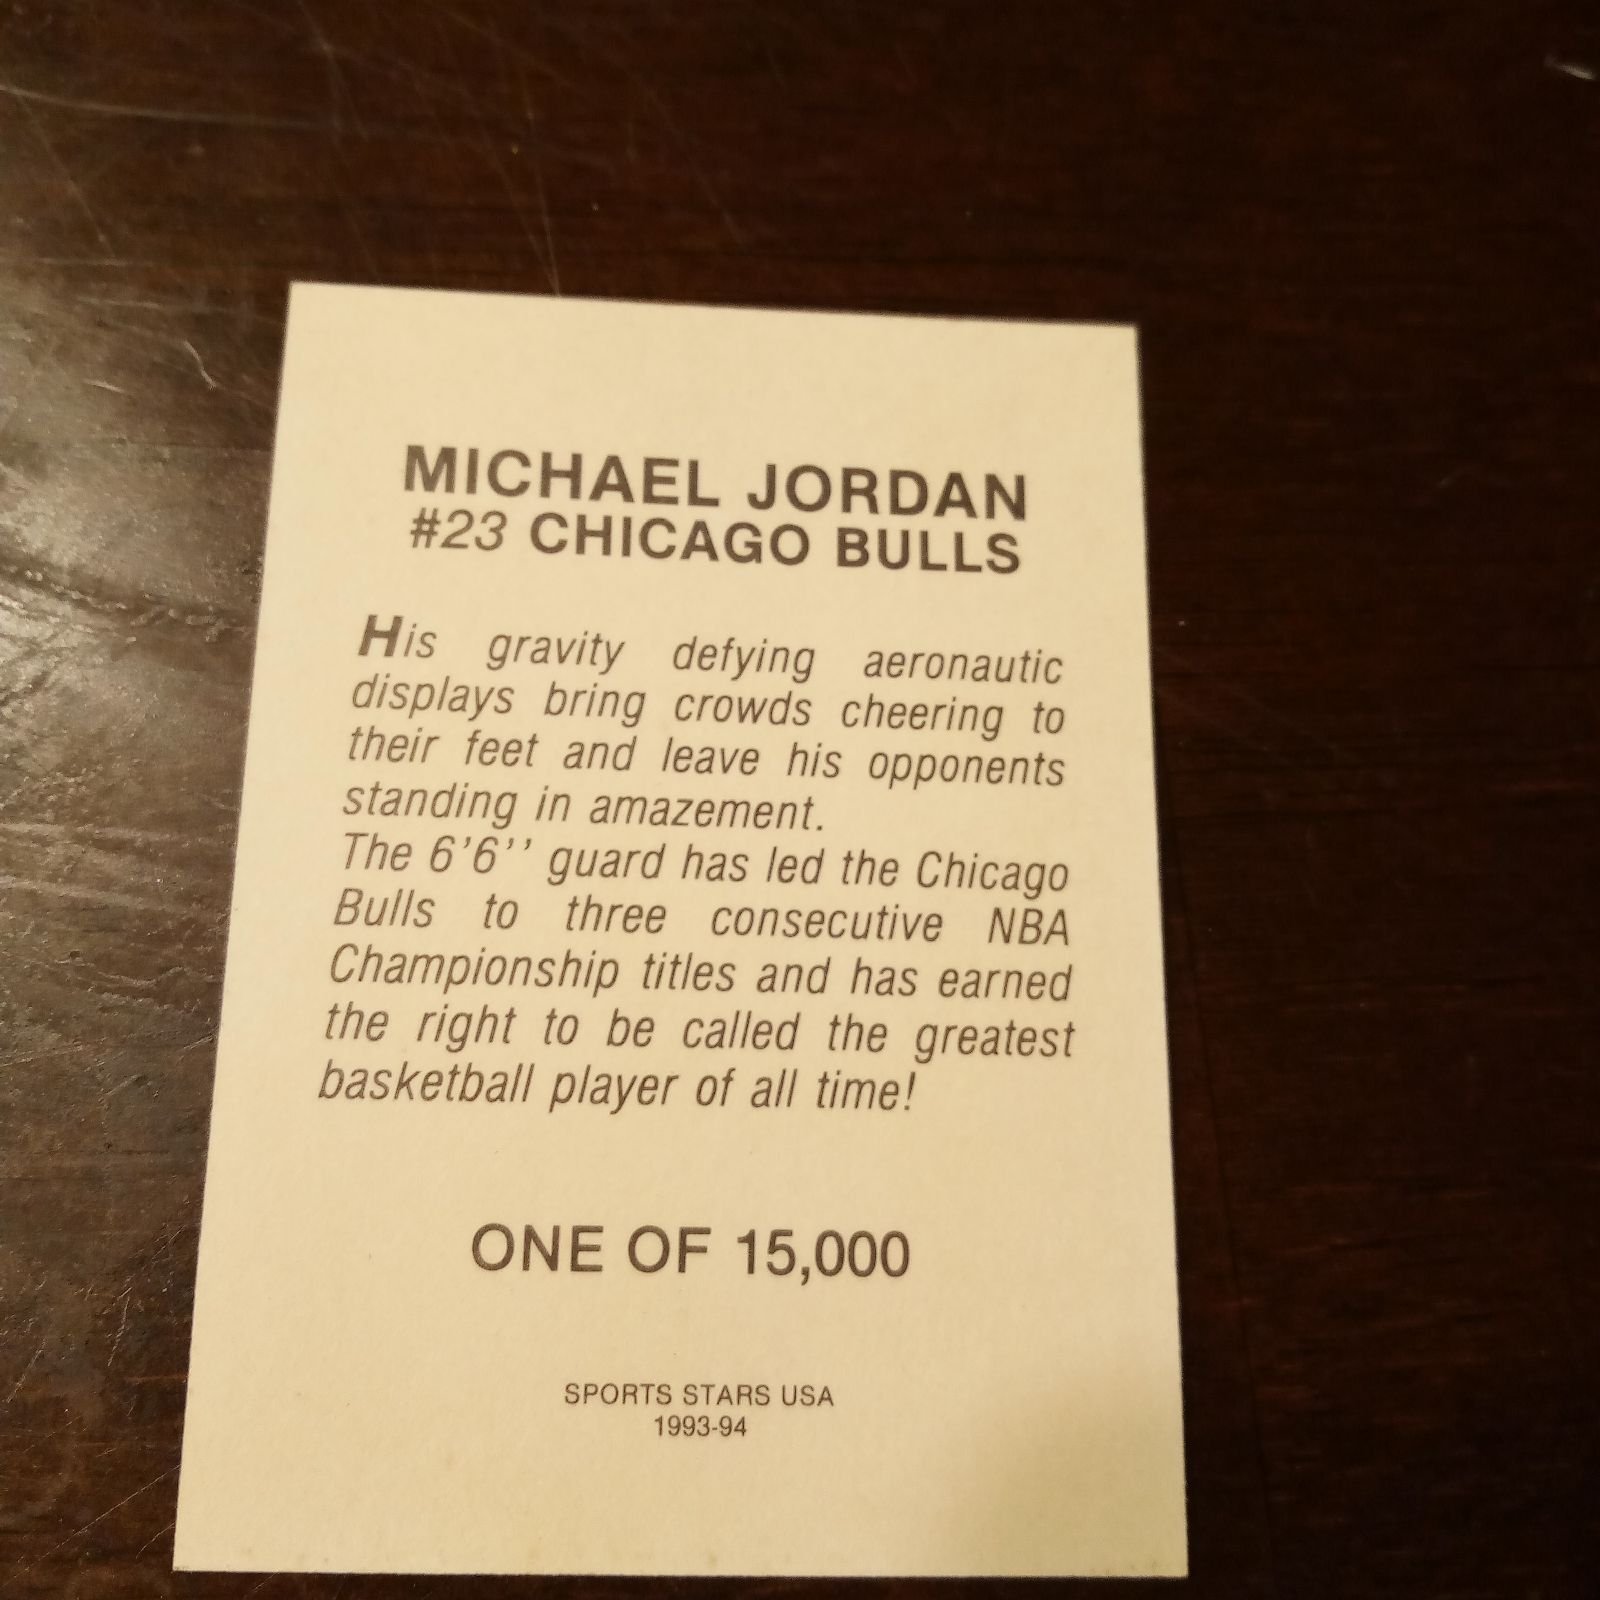 MICHAEL JORDAN
#23 CHICAGO BULLS
His gravity defying aeronautic
displays bring crowds cheering to
their feet and leave his opponents
standing in amazement.
The 6'6'' guard has led the Chicago
Bulls to three consecutive NBA
Championship titles and has earned
the right to be called the greatest
basketball player of all time!
ONE OF 15,000
SPORTS STARS USA
1993-94